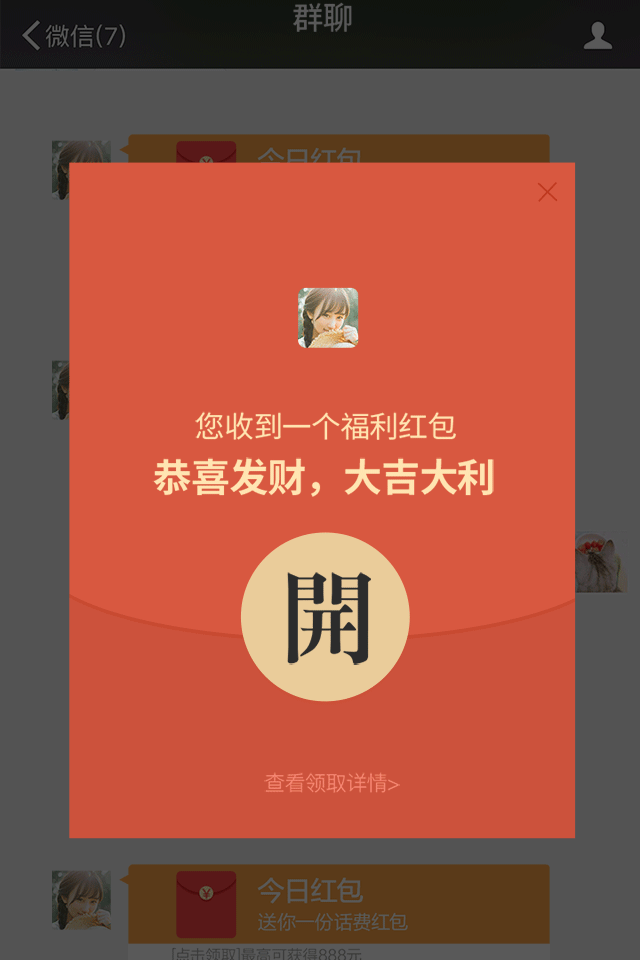 微信(7)
群聊
今日红包
您收到一个福利红包
恭喜发财，大吉大利
開
查看领取详情>
今日红包
送你一份话费红包
[点击领取]最高可获得888元